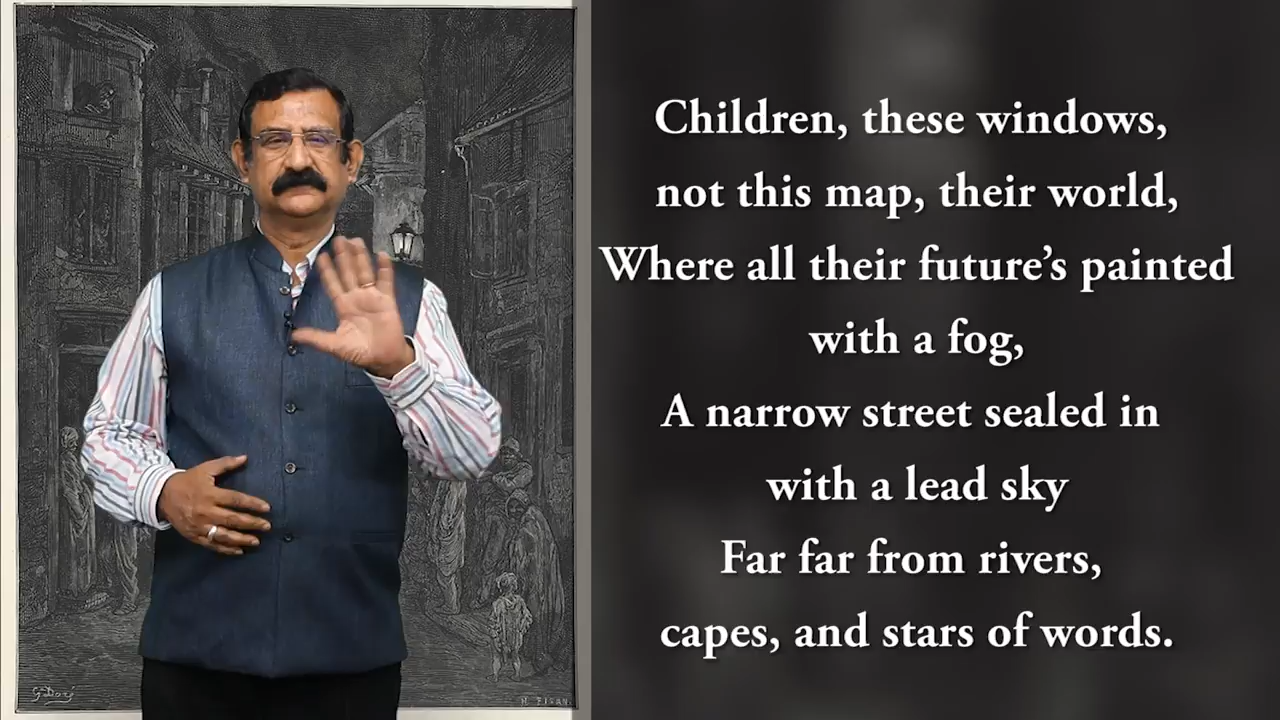 Children, these windows,
not this map, their world,
Where all their future’s painted
with a fog,
A narrow street sealed in
with a lead sky
Far far from rivers,
capes, and stars of words.
G Doré